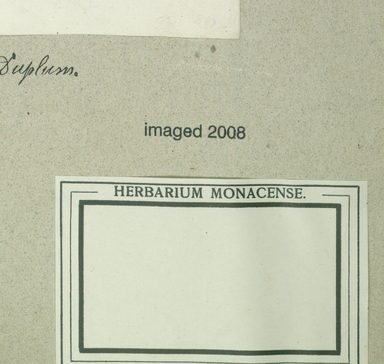 Duplum.
imaged 2008
HERBARIUM MONACENSE.